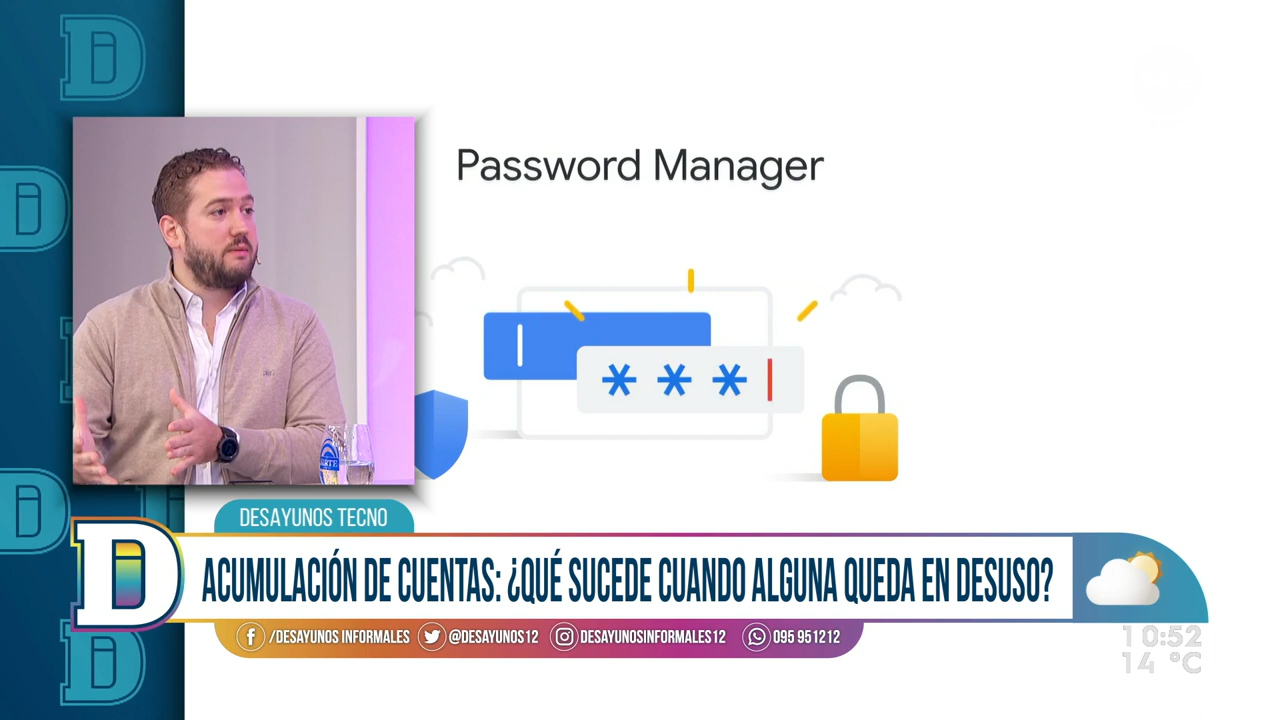 Password Manager
* * *
DESAYUNOS TECNO
ACUMULACIÓN DE CUENTAS: ¿QUÉ SUCEDE CUANDO ALGUNA QUEDA EN DESUSO?
/DESAYUNOS INFORMALES @DESAYUNOS12 DESAYUNOSINFORMALES12 095 951212
10:52
14 °C